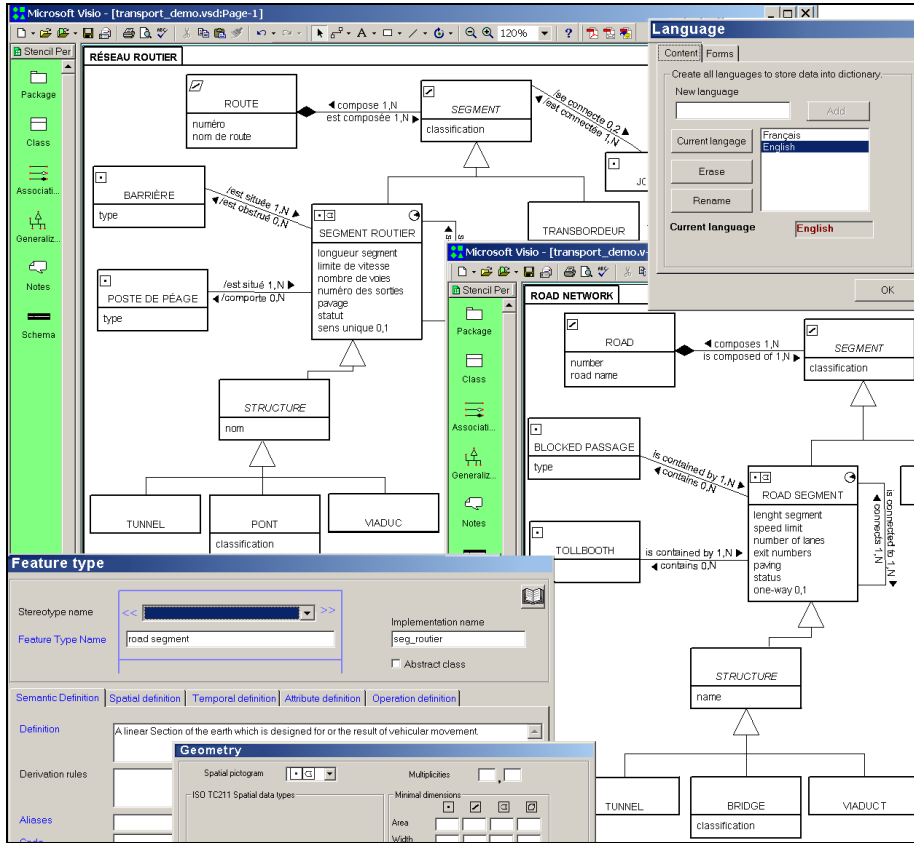 Microsoft Visio - [transport_demo.vsd:Page-1]
120%
Stencil Per
Package
Class
Associati...
Generaliz...
Notes
Schema
RÉSEAU ROUTIER
ROUTE
numéro
nom de route
compose 1,N
est composée 1,N
SEGMENT
classification
/se connecte 0,2
/est connectée 1,N
BARRIÈRE
type
/est située 1,N
/est obstrué 0,N
SEGMENT ROUTIER
longueur segment
limite de vitesse
nombre de voies
numéro des sorties
pavage
statut
sens unique 0,1
POSTE DE PÉAGE
type
/est situé 1,N
/comporte 0,N
TRANSBORDEUR
STRUCTURE
nom
TUNNEL
PONT
classification
VIADUC
Language
Content
Forms
Create all languages to store data into dictionary.
New language
Add
Current langage
Français
English
Erase
Rename
Current language
English
OK
Microsoft Visio - [transport_demo.v
Stencil Per
Package
Class
Associati...
Generaliz...
Notes
ROAD NETWORK
ROAD
number
road name
composes 1,N
is composed of 1,N
SEGMENT
classification
BLOCKED PASSAGE
type
is contained by 1,N
contains 0,N
ROAD SEGMENT
lenght segment
speed limit
number of lanes
exit numbers
paving
status
one-way 0,1
is connected to 1,N
connects 1,N
TOLLBOOTH
is contained by 1,N
contains 0,N
STRUCTURE
name
TUNNEL
BRIDGE
classification
VIADUCT
Feature type
Stereotype name
<< >>
Feature Type Name
road segment
Implementation name
seg_routier
Abstract class
Semantic Definition
Spatial definition
Temporal definition
Attribute definition
Operation definition
Definition
A linear Section of the earth which is designed for or the result of vehicular movement.
Derivation rules
Aliases
Code
Geometry
Spatial pictogram
Multiplicities
,
ISO TC211 Spatial data types
Minimal dimensions
Area
Width